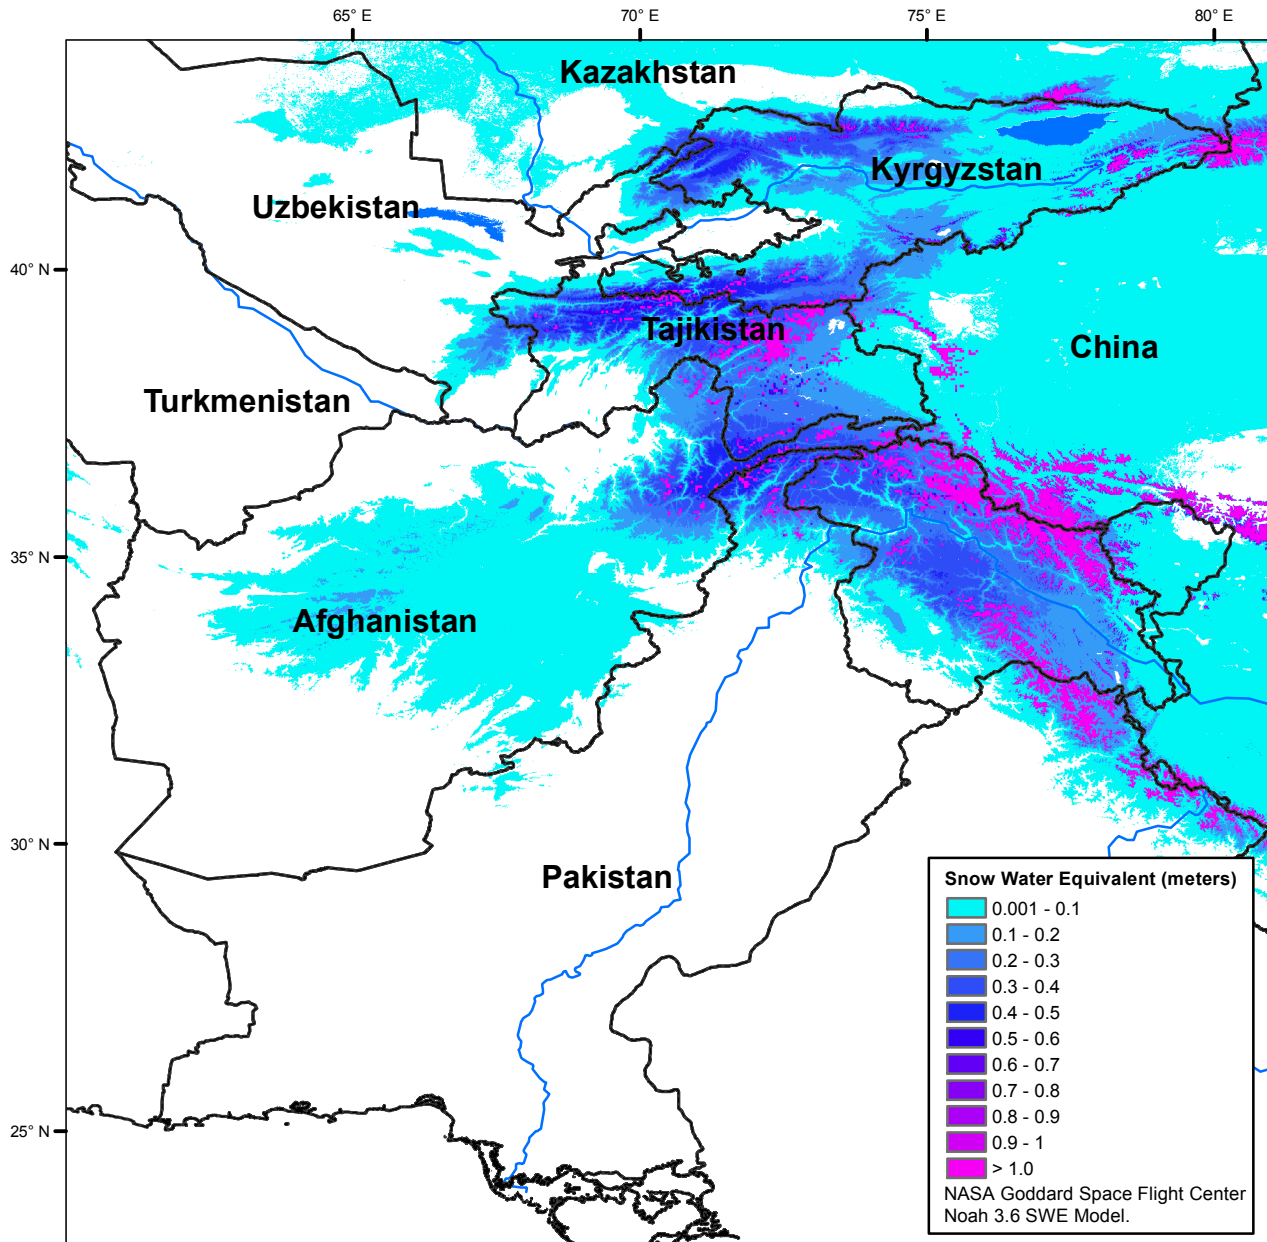 65° E
70° E
75° E
80° E
Kazakhstan
Kyrgyzstan
Uzbekistan
40° N
Tajikistan
China
Turkmenistan
35° N
Afghanistan
30° N
Pakistan
25° N
Snow Water Equivalent (meters)
0.001 - 0.1
0.1 - 0.2
0.2 - 0.3
0.3 - 0.4
0.4 - 0.5
0.5 - 0.6
0.6 - 0.7
0.7 - 0.8
0.8 - 0.9
0.9 - 1
> 1.0
NASA Goddard Space Flight Center
Noah 3.6 SWE Model.